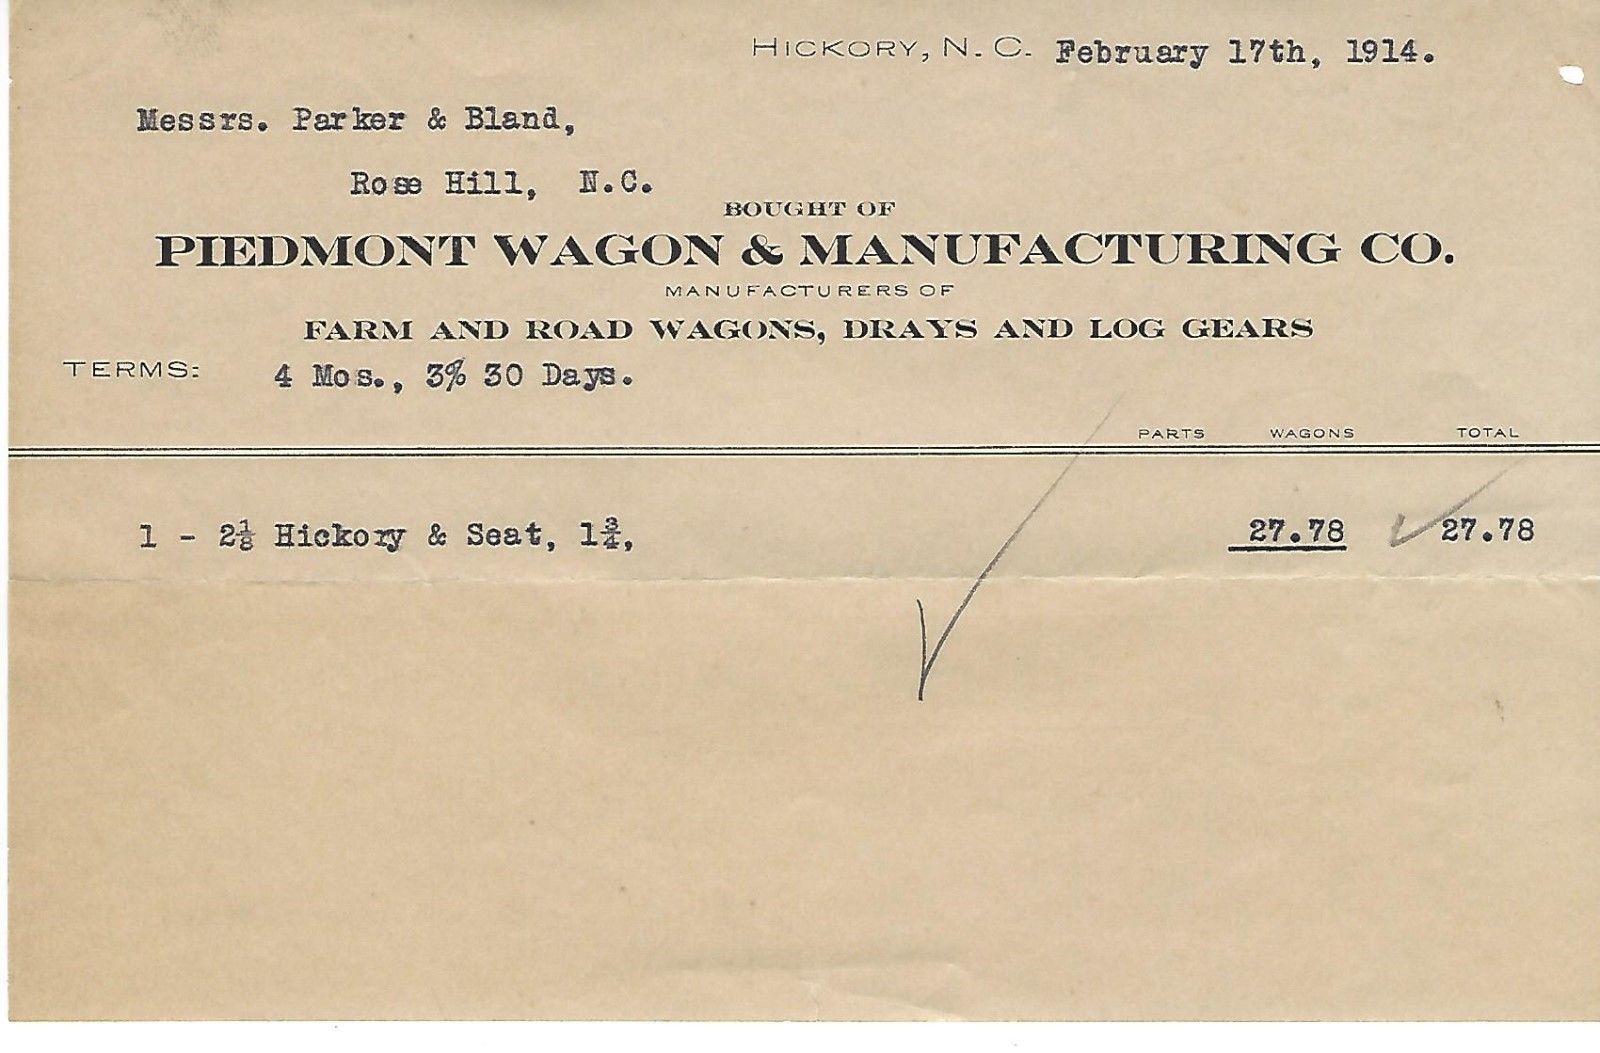 HICKORY, N. C. February 17th, 1914.
Messrs. Parker & Bland,
Rose Hill, N.C.
BOUGHT OF
PIEDMONT WAGON & MANUFACTURING CO.
MANUFACTURERS OF
FARM AND ROAD WAGONS, DRAYS AND LOG GEARS
TERMS: 4 Mos., 3% 30 Days.
PARTS WAGONS TOTAL
1 - 2⅛ Hickory & Seat, 1¾, 27.78 27.78